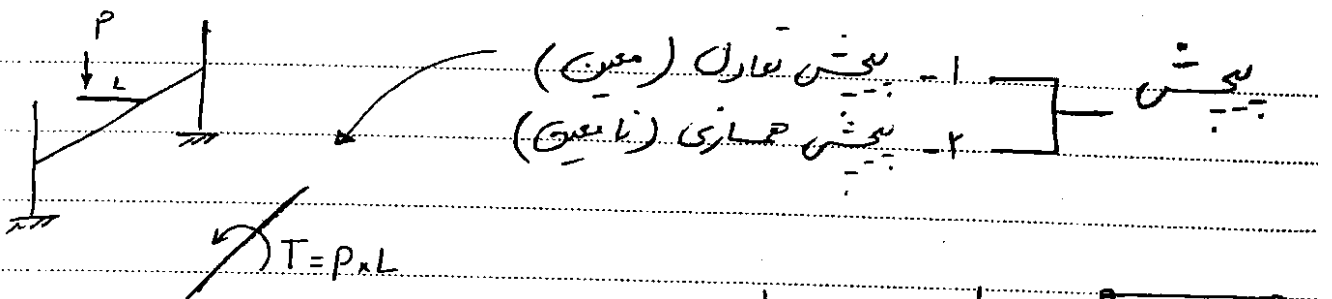 پیچش
۱- پیچش تعادل (معین)
۲- پیچش همسازی (نامعین)
P
L
T=P×L